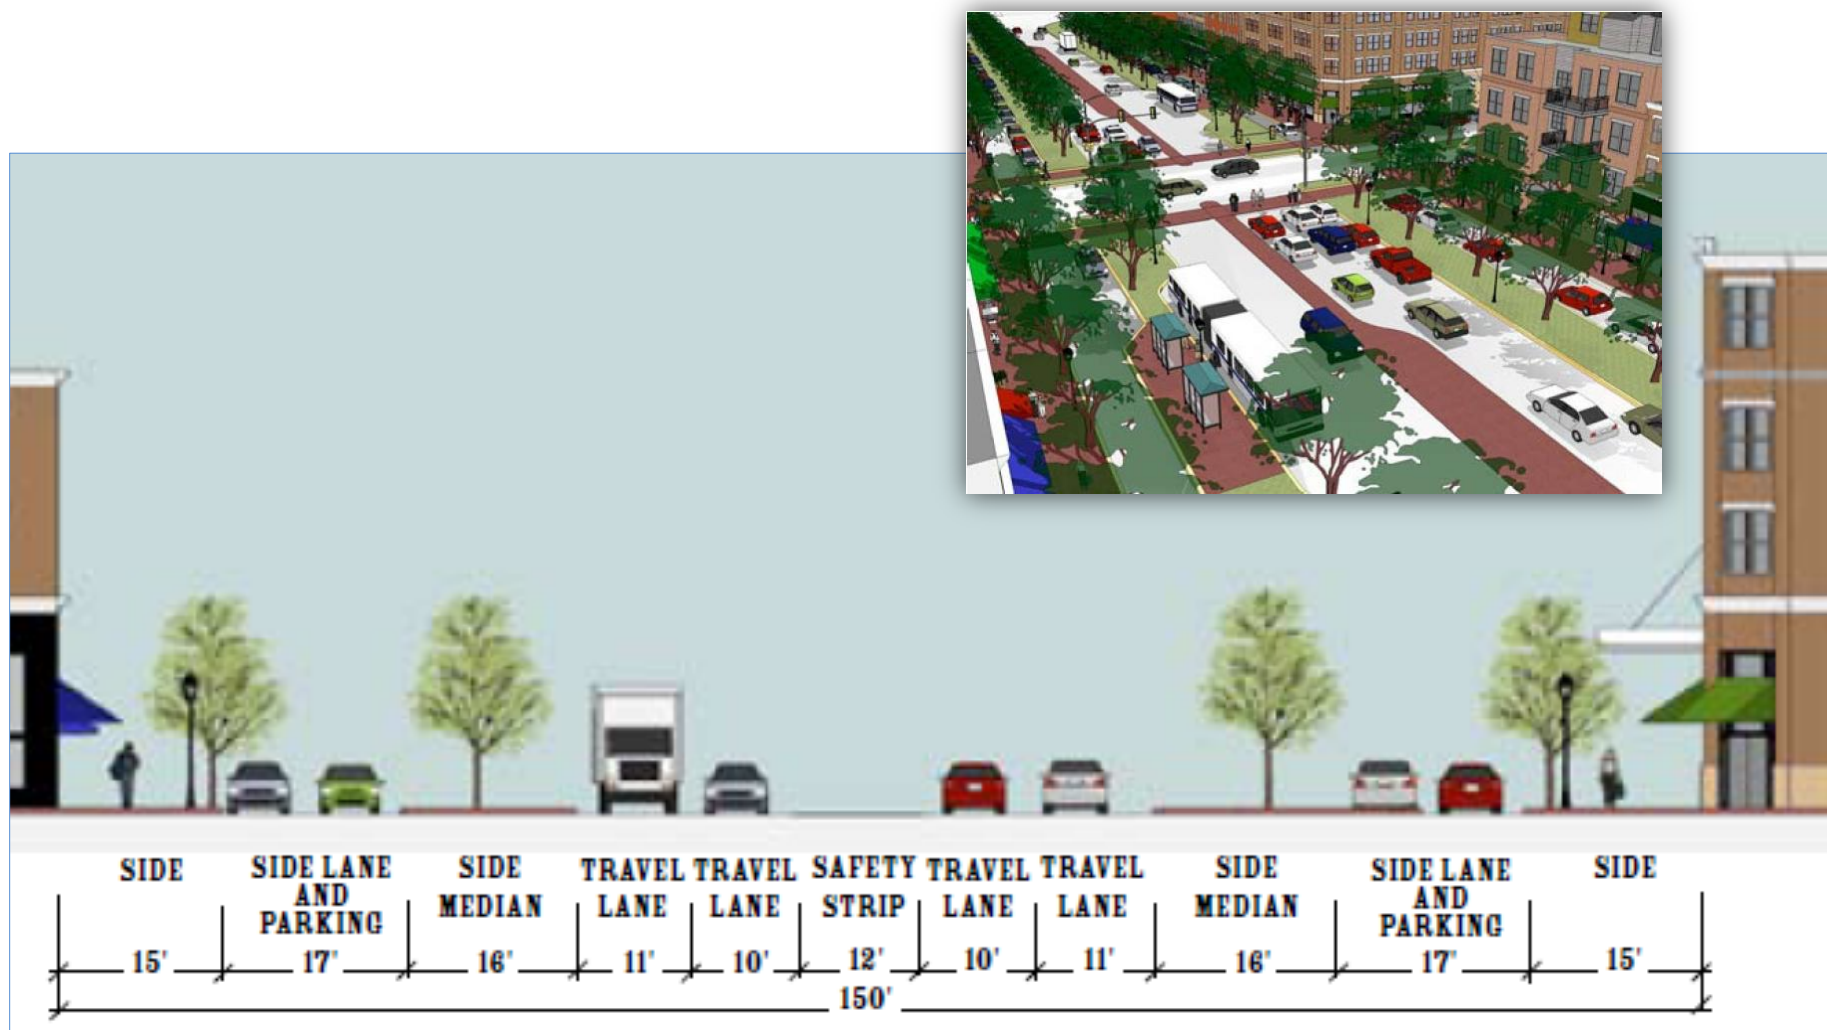 SIDE
SIDE LANE
AND
PARKING
SIDE
MEDIAN
TRAVEL
LANE
TRAVEL
LANE
SAFETY
STRIP
TRAVEL
LANE
TRAVEL
LANE
SIDE
MEDIAN
SIDE LANE
AND
PARKING
SIDE
15' 17' 16' 11' 10' 12' 10' 11' 16' 17' 15'
150'